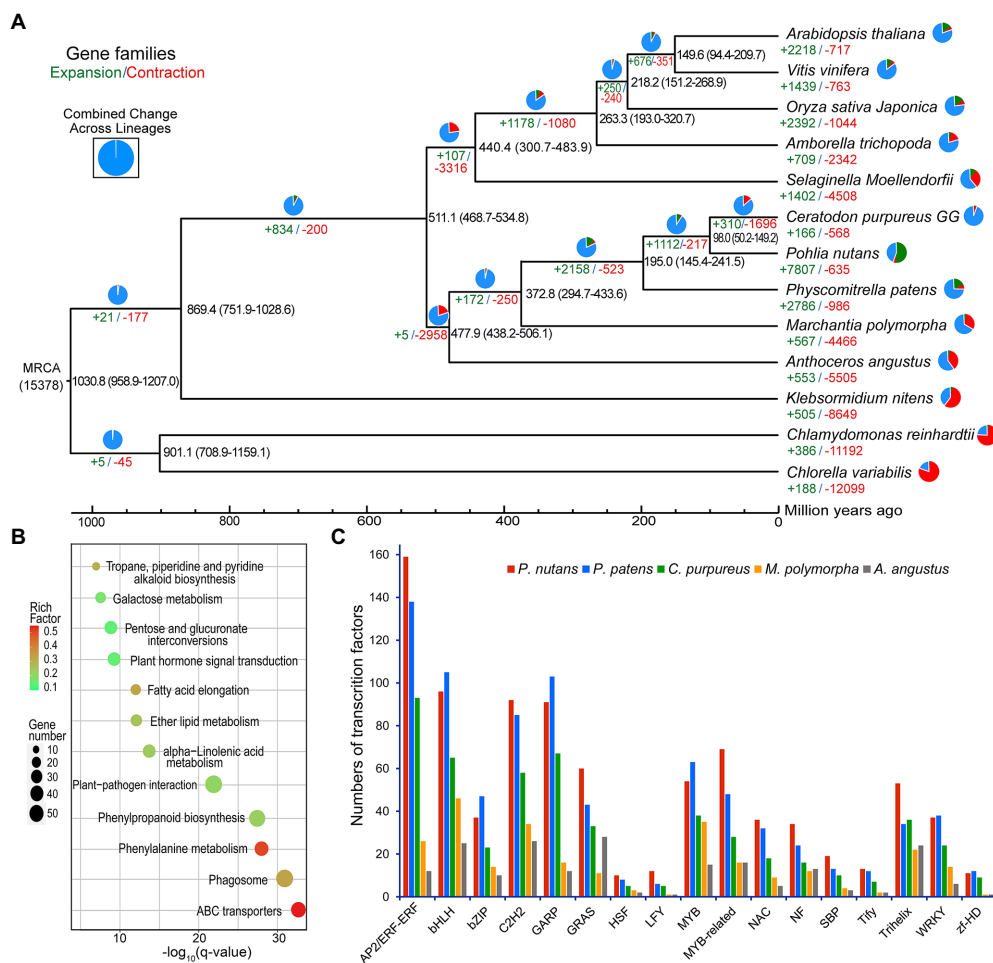 A
Gene families
Expansion/Contraction
Combined Change
Across Lineages
MRCA
(15378)
1030.8 (958.9-1207.0)
+21 / -177
869.4 (751.9-1028.6)
+834 / -200
511.1 (468.7-534.8)
+107/
-3316
440.4 (300.7-483.9)
+1178 / -1080
263.3 (193.0-320.7)
+250/
-240
218.2 (151.2-268.9)
+676/-351
149.6 (94.4-209.7)
+5 / -2958
477.9 (438.2-506.1)
+172 / -250
372.8 (294.7-433.6)
+2158 / -523
195.0 (145.4-241.5)
+1112/-217
98.0 (50.2-149.2)
+310/-1696
+5 / -45
901.1 (708.9-1159.1)
Arabidopsis thaliana
+2218 / -717
Vitis vinifera
+1439 / -763
Oryza sativa Japonica
+2392 / -1044
Amborella trichopoda
+709 / -2342
Selaginella Moellendorfii
+1402 / -4508
Ceratodon purpureus GG
+166 / -568
Pohlia nutans
+7807 / -635
Physcomitrella patens
+2786 / -986
Marchantia polymorpha
+567 / -4466
Anthoceros angustus
+553 / -5505
Klebsormidium nitens
+505 / -8649
Chlamydomonas reinhardtii
+386 / -11192
Chlorella variabilis
+188 / -12099
1000 800 600 400 200 0 Million years ago
B
Rich
Factor
0.5
0.4
0.3
0.2
0.1
Gene
number
10
20
30
40
50
Tropane, piperidine and pyridine
alkaloid biosynthesis
Galactose metabolism
Pentose and glucuronate
interconversions
Plant hormone signal transduction
Fatty acid elongation
Ether lipid metabolism
alpha-Linolenic acid
metabolism
Plant-pathogen interaction
Phenylpropanoid biosynthesis
Phenylalanine metabolism
Phagosome
ABC transporters
10 20 30
-log10(q-value)
C
P. nutans P. patens C. purpureus M. polymorpha A. angustus
Numbers of transcrition factors
160
140
120
100
80
60
40
20
0
AP2/ERF-ERF
bHLH
bZIP
C2H2
GARP
GRAS
HSF
LFY
MYB
MYB-related
NAC
NF
SBP
Tify
Trihelix
WRKY
zf-HD